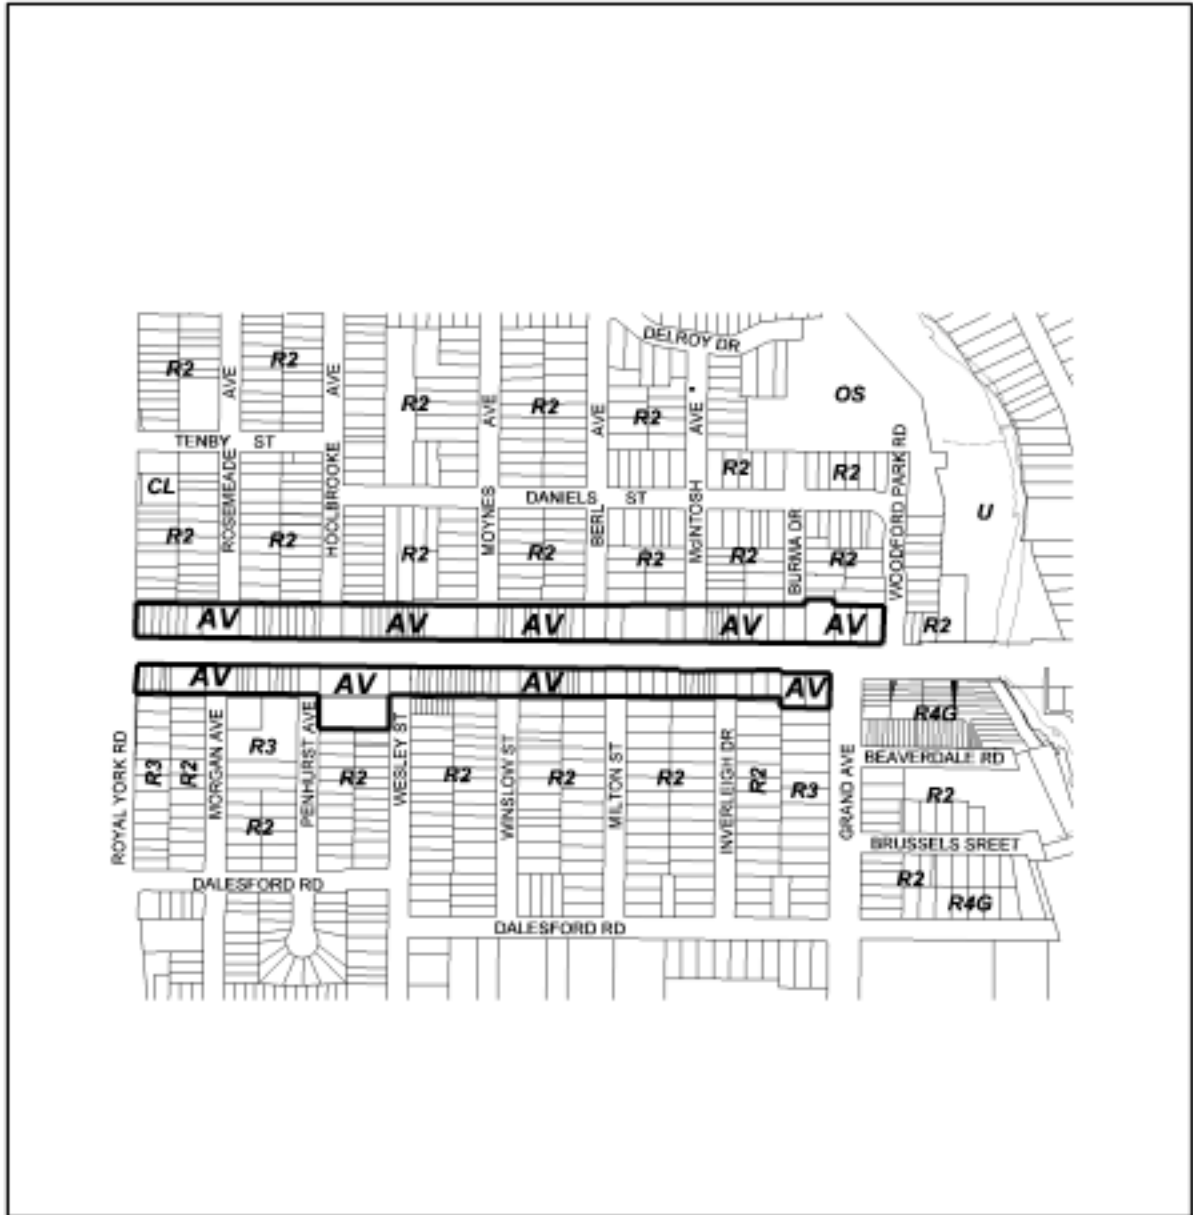 DELROY DR
R2
R2
AVE
AVE
R2
AVE
R2
AVE
R2
AVE
OS
TENBY ST
WOODFORD PARK RD
CL
ROSEMEADE
HOOLBROOKE
MOYNES
DANIELS ST
BERL
McINTOSH
R2
R2
U
R2
R2
R2
R2
R2
R2
BURMA DR
R2
AV
AV
AV
AV
AV
R2
AV
AV
AV
AV
R4G
ROYAL YORK RD
R3
R2
MORGAN AVE
R3
R2
PENHURST AVE
R2
WESLEY ST
R2
WINSLOW ST
R2
MILTON ST
R2
INVERLEIGH DR
R2
R3
GRAND AVE
BEAVERDALE RD
R2
BRUSSELS SREET
R2
R4G
DALESFORD RD
DALESFORD RD